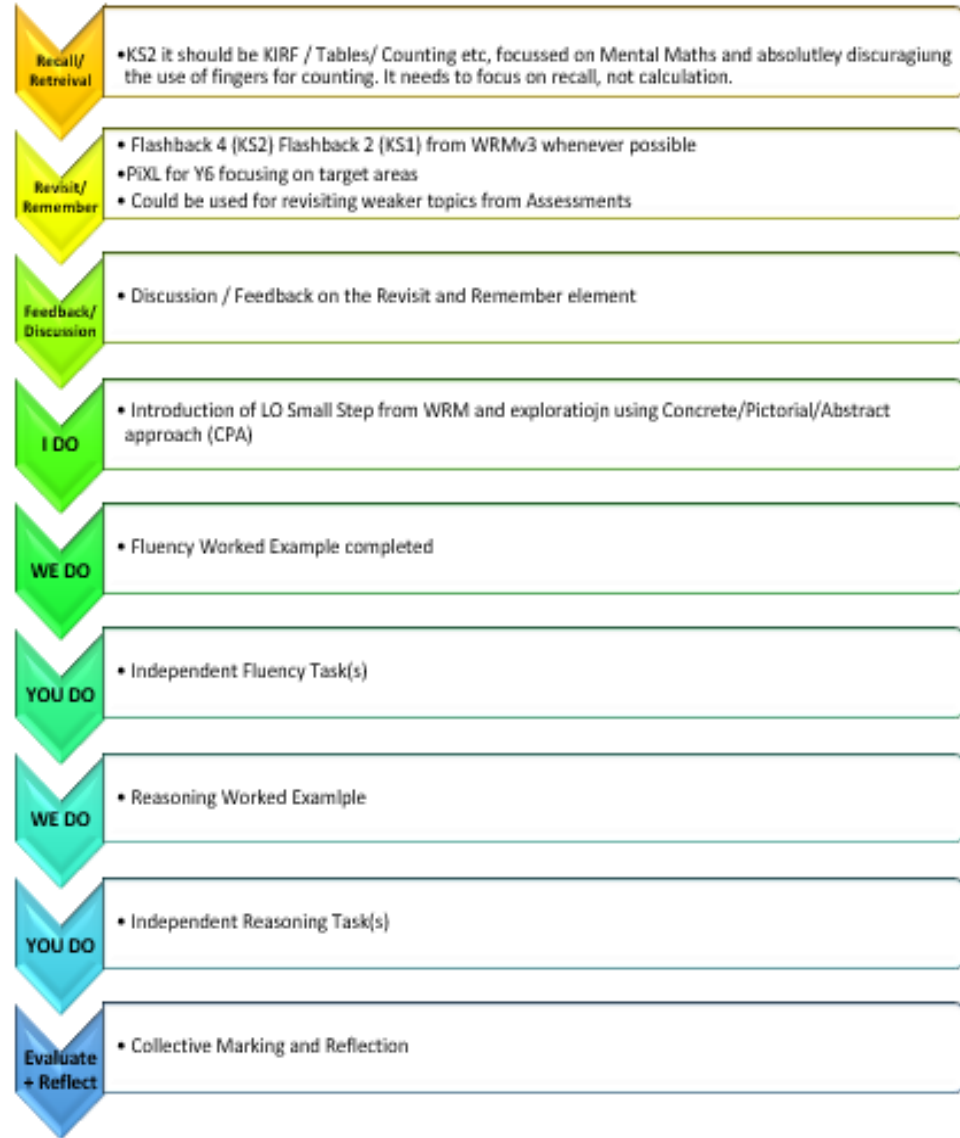 Recall/
Retreival
•KS2 it should be KIRF / Tables/ Counting etc, focussed on Mental Maths and absolutley discuragiung
the use of fingers for counting. It needs to focus on recall, not calculation.
Revisit/
Remember
• Flashback 4 (KS2) Flashback 2 (KS1) from WRMv3 whenever possible
•PiXL for Y6 focusing on target areas
• Could be used for revisiting weaker topics from Assessments
Feedback/
Discussion
• Discussion / Feedback on the Revisit and Remember element
I DO
• Introduction of LO Small Step from WRM and exploratiojn using Concrete/Pictorial/Abstract
approach (CPA)
WE DO
• Fluency Worked Example completed
YOU DO
• Independent Fluency Task(s)
WE DO
• Reasoning Worked Examlple
YOU DO
• Independent Reasoning Task(s)
Evaluate
+ Reflect
• Collective Marking and Reflection